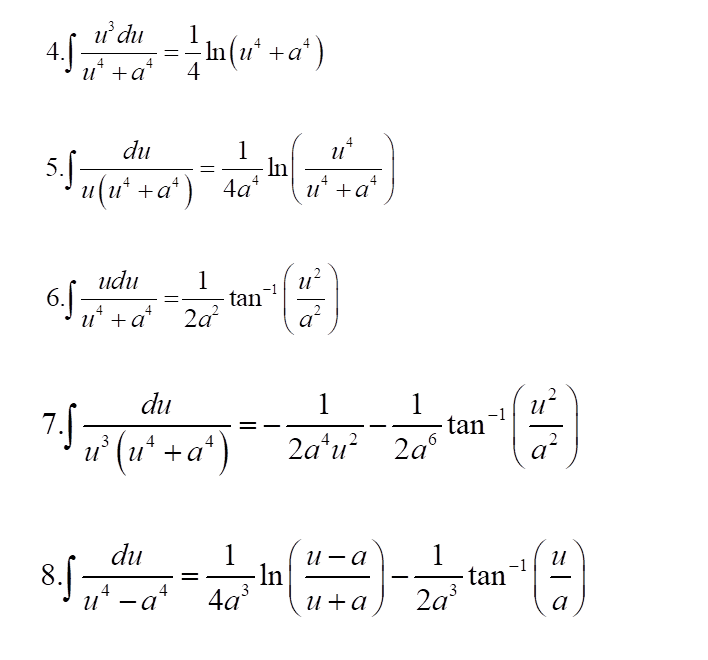 4.∫ u³du / (u⁴ + a⁴) = 1/4 ln(u⁴ + a⁴)
5.∫ du / (u(u⁴ + a⁴)) = 1/(4a⁴) ln(u⁴ / (u⁴ + a⁴))
6.∫ udu / (u⁴ + a⁴) = 1/(2a²) tan⁻¹(u²/a²)
7.∫ du / (u³(u⁴ + a⁴)) = − 1/(2a⁴u²) − 1/(2a⁶) tan⁻¹(u²/a²)
8.∫ du / (u⁴ − a⁴) = 1/(4a³) ln((u − a)/(u + a)) − 1/(2a³) tan⁻¹(u/a)